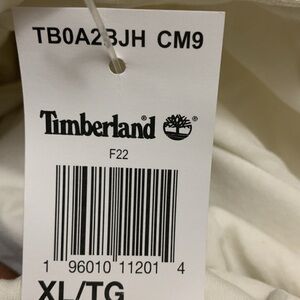 TB0A2BJH CM9
Timberland®
F22
1 96010 11201 4
XL/TG